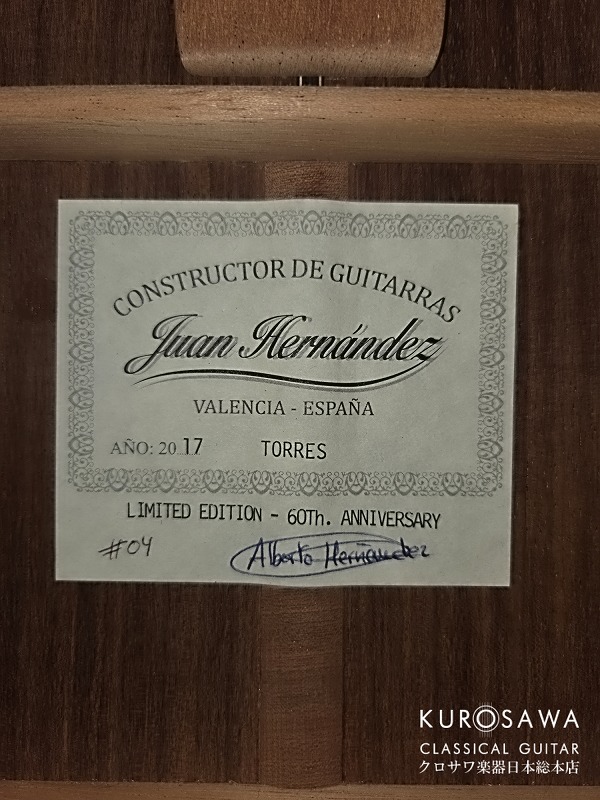 CONSTRUCTOR DE GUITARRAS
Juan Hernández
VALENCIA - ESPAÑA
AÑO: 2017 TORRES
LIMITED EDITION - 60Th. ANNIVERSARY
#04 Alberto Hernández
KUROSAWA
CLASSICAL GUITAR
クロサワ楽器日本総本店